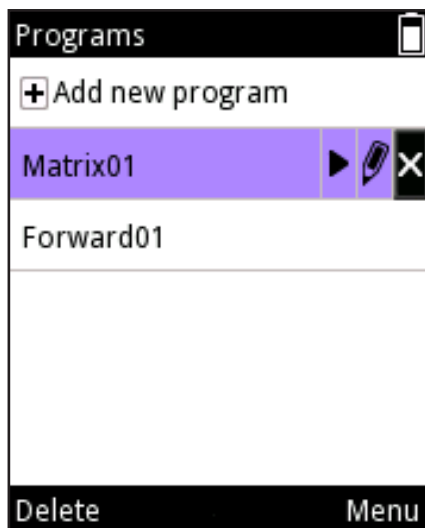 Programs
Add new program
Matrix01
Forward01
Delete Menu